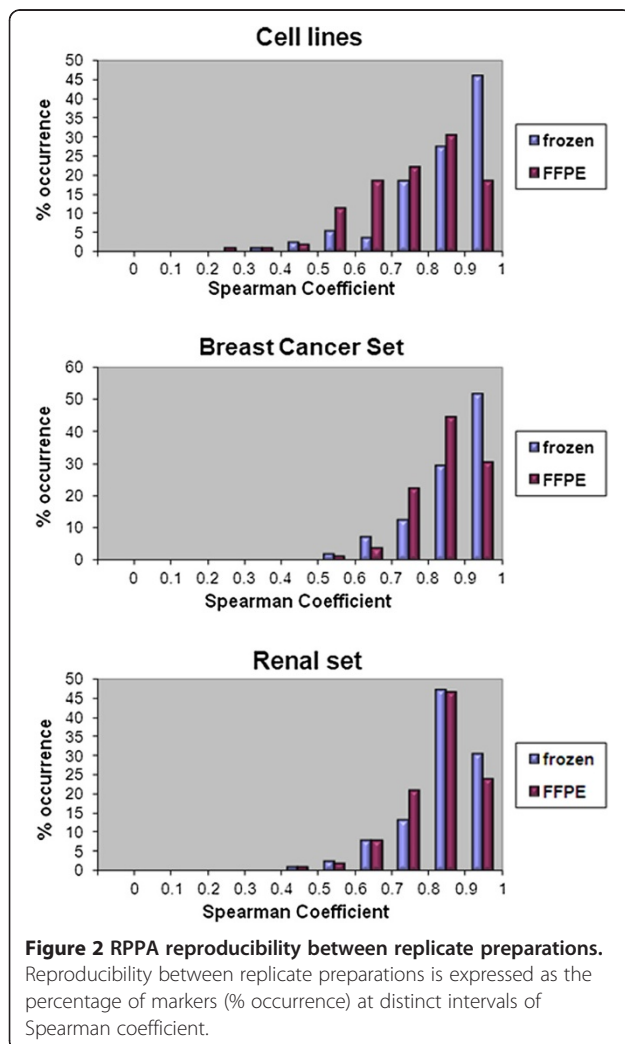 Cell lines
50
45
40
35
30
25
20
15
10
5
0
% occurrence
0 0.1 0.2 0.3 0.4 0.5 0.6 0.7 0.8 0.9 1
Spearman Coefficient
frozen
FFPE
Breast Cancer Set
60
50
40
30
20
10
0
% occurrence
0 0.1 0.2 0.3 0.4 0.5 0.6 0.7 0.8 0.9 1
Spearman Coefficient
frozen
FFPE
Renal set
50
45
40
35
30
25
20
15
10
5
0
% occurrence
0 0.1 0.2 0.3 0.4 0.5 0.6 0.7 0.8 0.9 1
Spearman Coefficient
frozen
FFPE
Figure 2 RPPA reproducibility between replicate preparations.
Reproducibility between replicate preparations is expressed as the
percentage of markers (% occurrence) at distinct intervals of
Spearman coefficient.